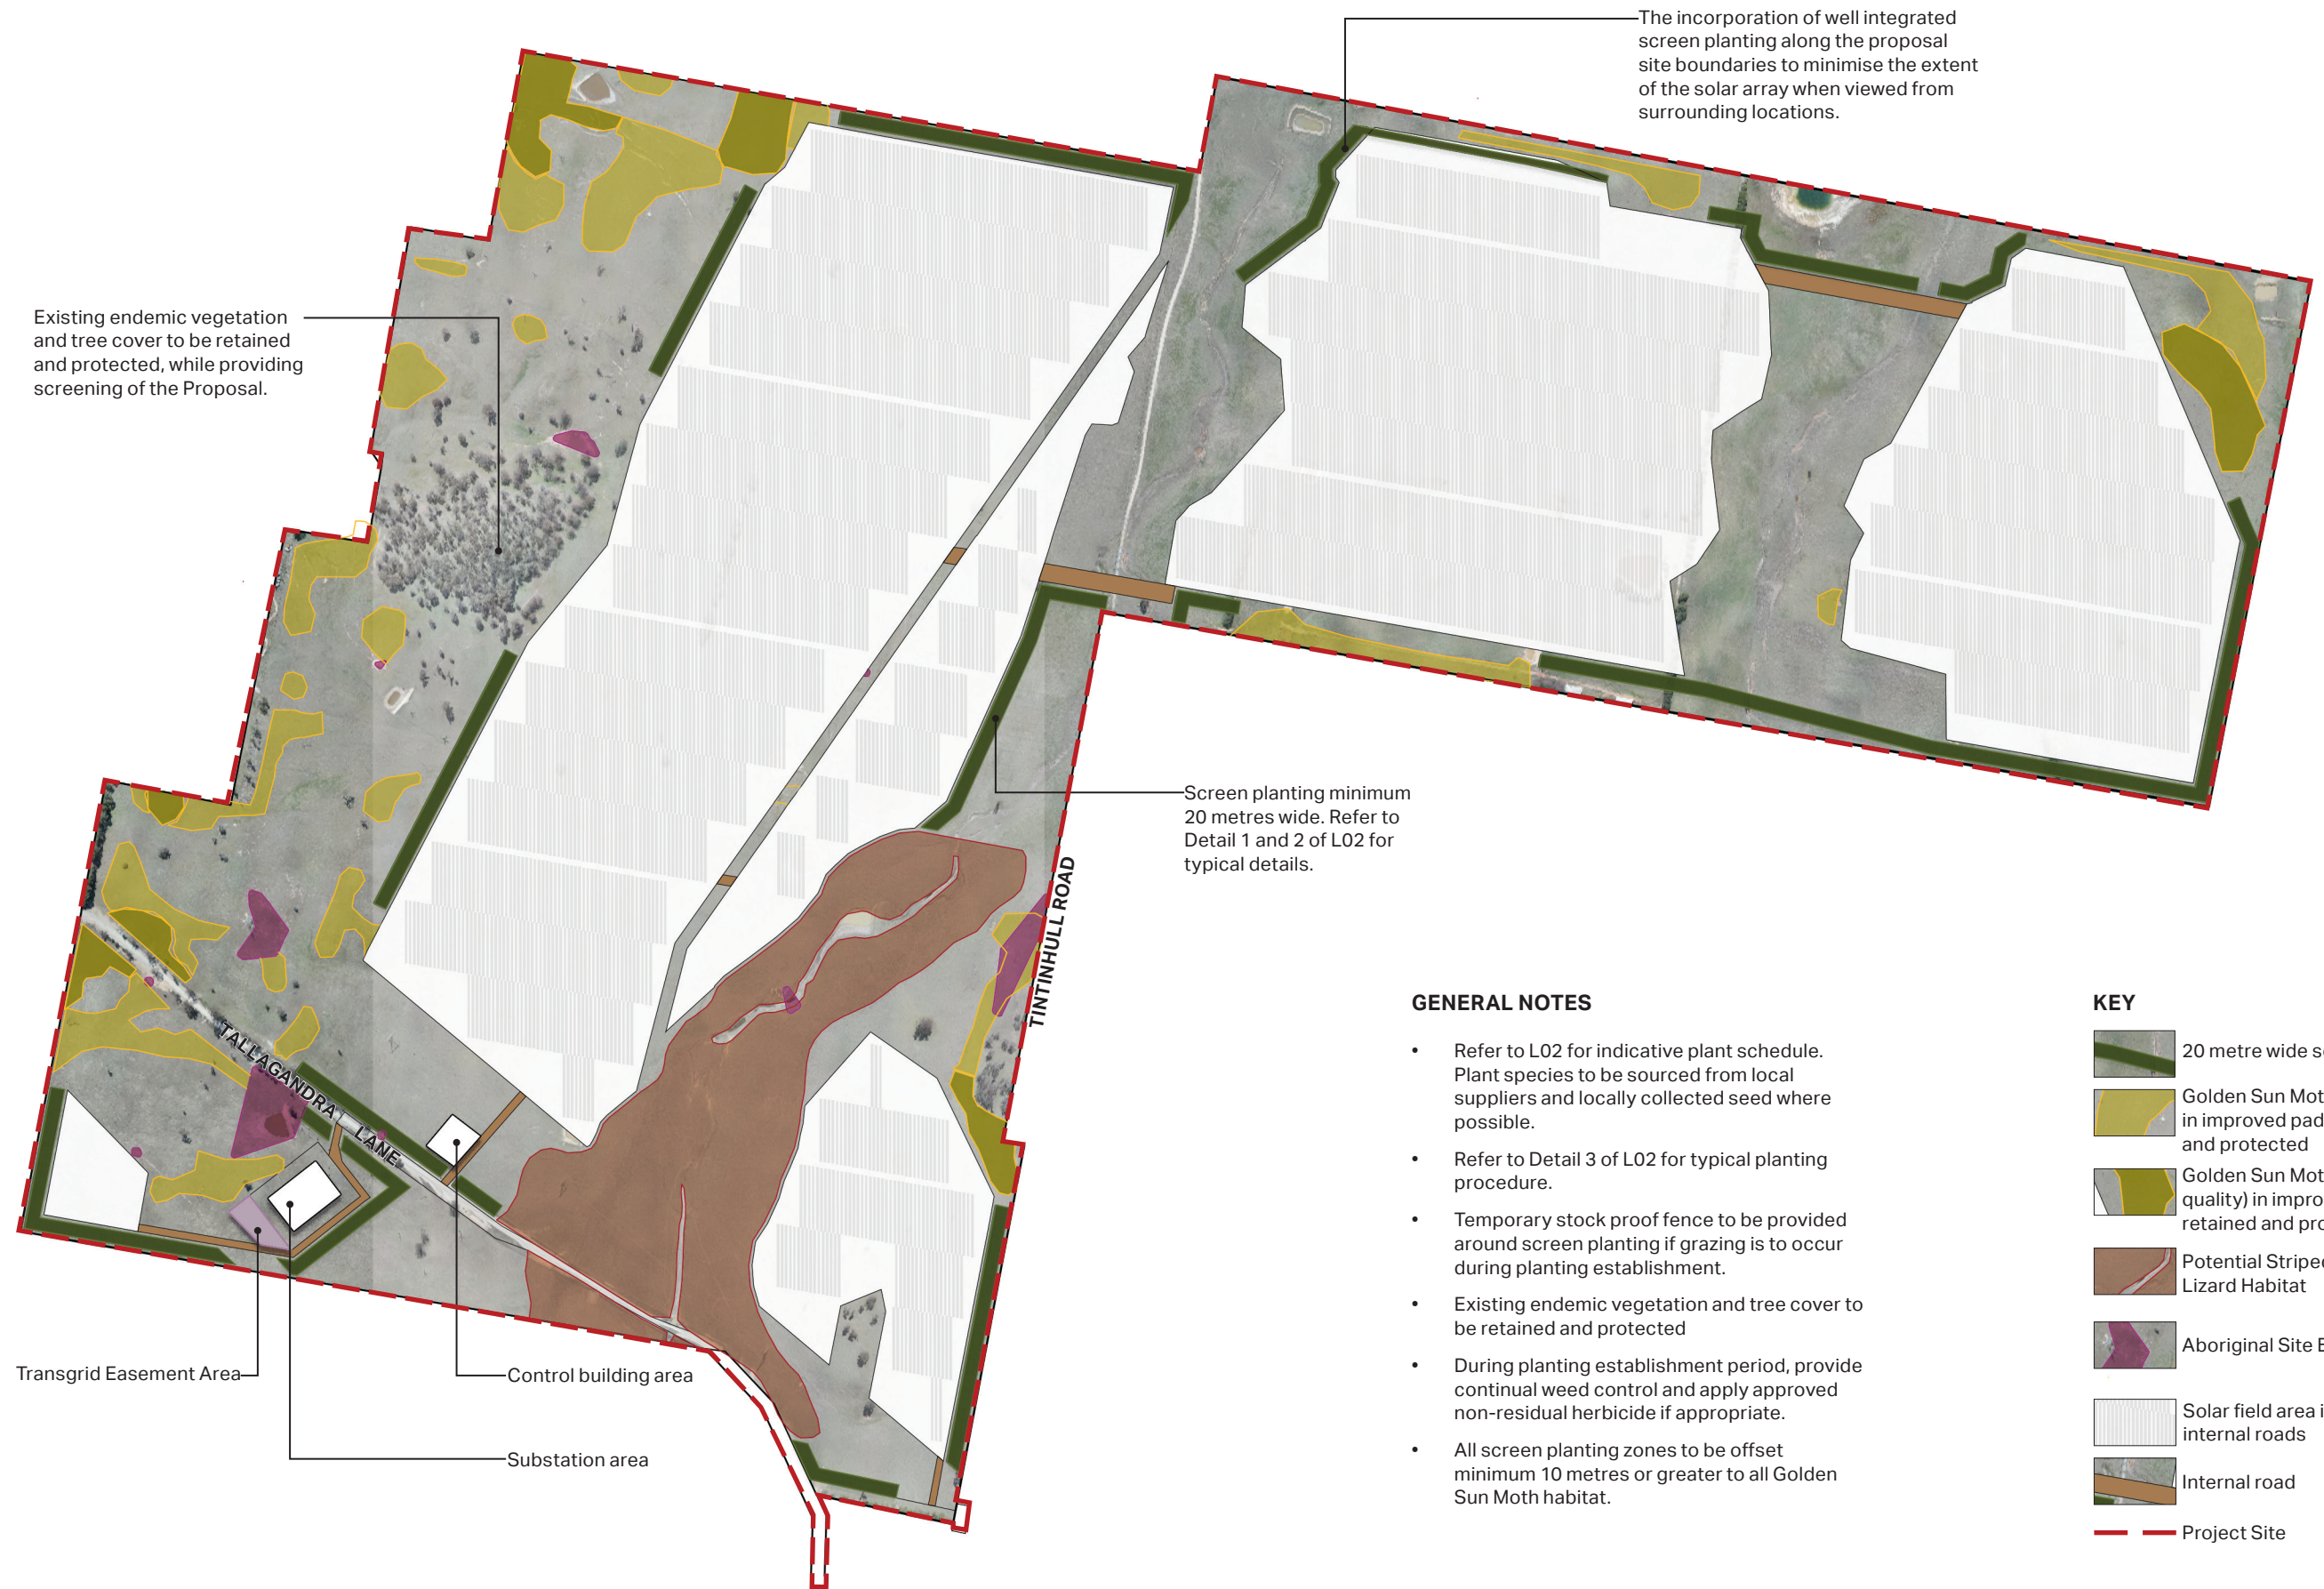 The incorporation of well integrated
screen planting along the proposal
site boundaries to minimise the extent
of the solar array when viewed from
surrounding locations.
Existing endemic vegetation
and tree cover to be retained
and protected, while providing
screening of the Proposal.
Screen planting minimum
20 metres wide. Refer to
Detail 1 and 2 of L02 for
typical details.
TINTINHULL ROAD
TALLAGANDRA LANE
Transgrid Easement Area
Control building area
Substation area
GENERAL NOTES
• Refer to L02 for indicative plant schedule.
Plant species to be sourced from local
suppliers and locally collected seed where
possible.
• Refer to Detail 3 of L02 for typical planting
procedure.
• Temporary stock proof fence to be provided
around screen planting if grazing is to occur
during planting establishment.
• Existing endemic vegetation and tree cover to
be retained and protected
• During planting establishment period, provide
continual weed control and apply approved
non-residual herbicide if appropriate.
• All screen planting zones to be offset
minimum 10 metres or greater to all Golden
Sun Moth habitat.
KEY
20 metre wide
Golden Sun
in improved
and protected
Golden Sun
quality) in
retained and
Potential
Lizard Habitat
Aboriginal Site
Solar field area
internal roads
Internal road
Project Site